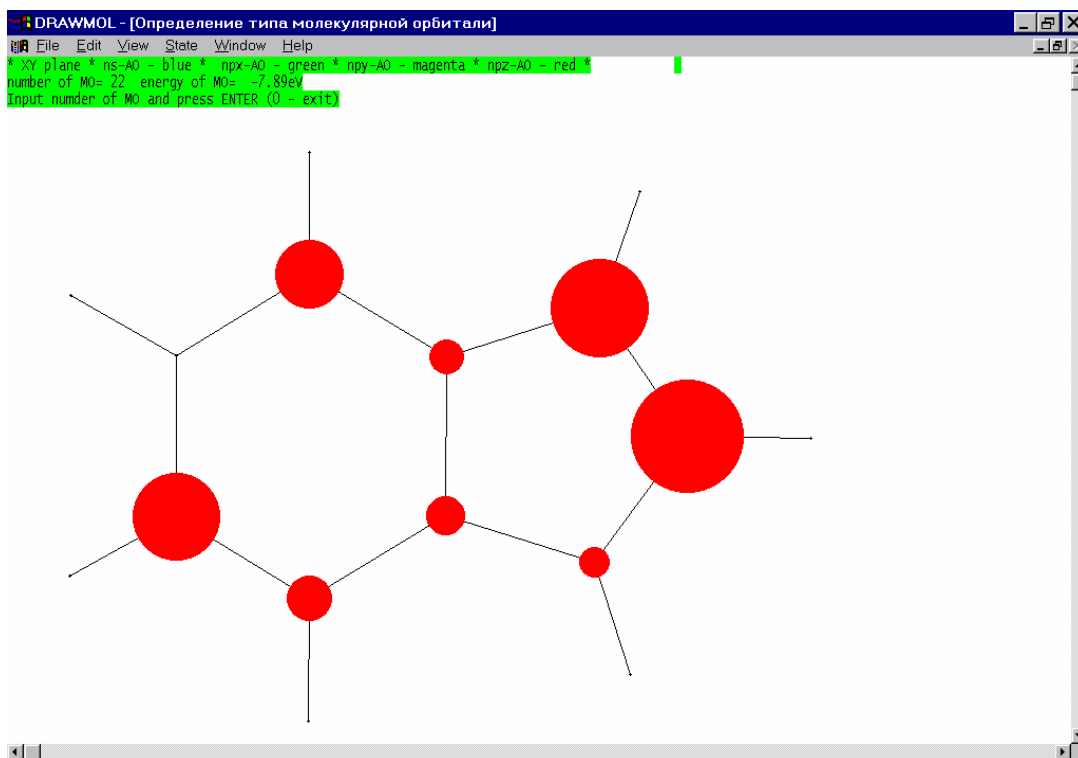 DRAWMOL - [Определение типа молекулярной орбитали]
File Edit View State Window Help
* XY plane * ns-AO - blue * npx-AO - green * npy-AO - magenta * npz-AO - red *
number of MO= 22 energy of MO= -7.89eV
Input numder of MO and press ENTER (0 - exit)